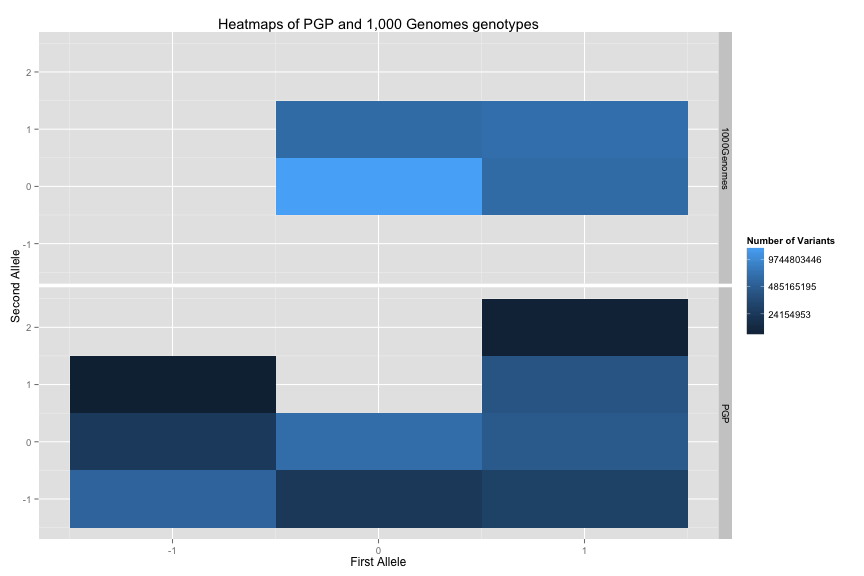 Heatmaps of PGP and 1,000 Genomes genotypes
Second Allele
2
1
0
-1
1000Genomes
2
1
0
-1
PGP
-1
0
1
First Allele
Number of Variants
9744803446
485165195
24154953